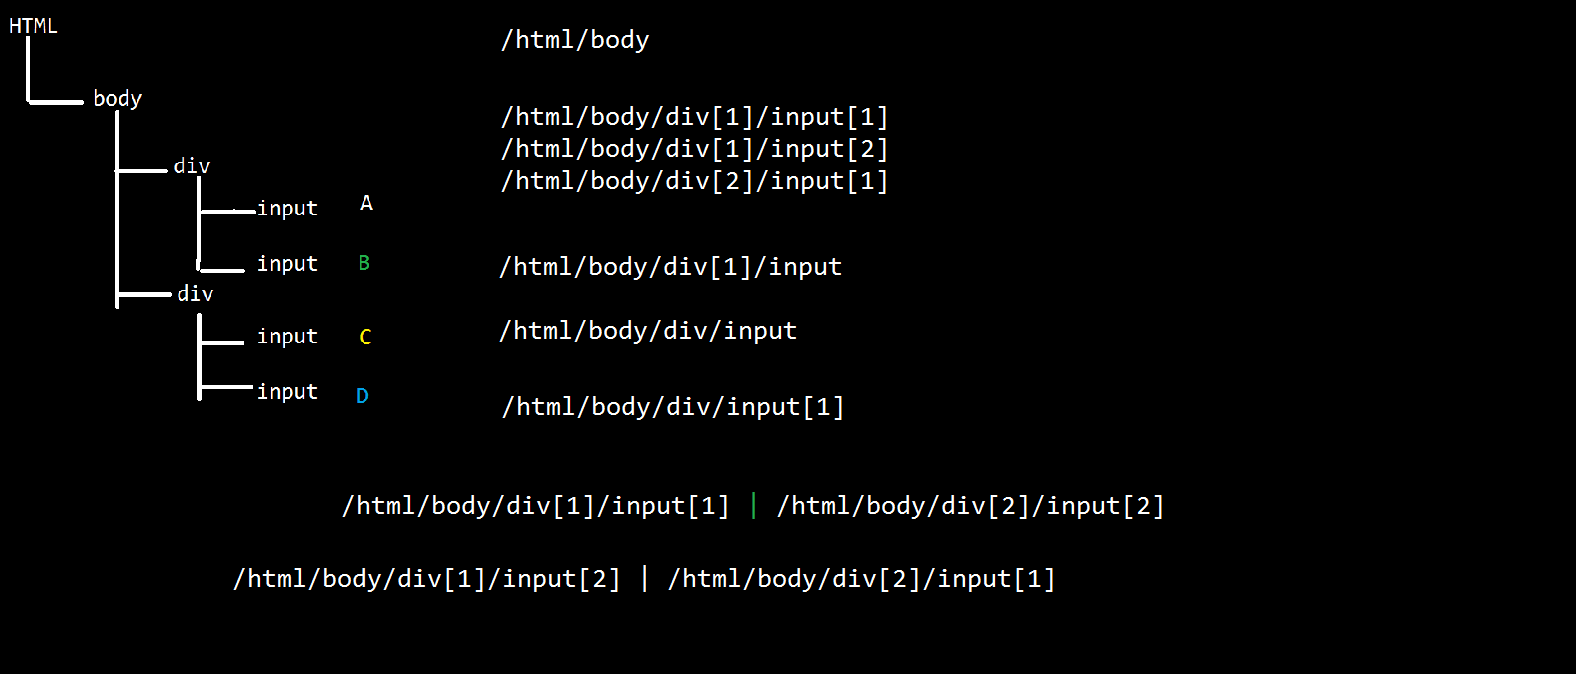 HTML
/html/body
body
/html/body/div[1]/input[1]
/html/body/div[1]/input[2]
div
/html/body/div[2]/input[1]
input A
input B
/html/body/div[1]/input
div
input C
/html/body/div/input
input D
/html/body/div/input[1]
/html/body/div[1]/input[1] | /html/body/div[2]/input[2]
/html/body/div[1]/input[2] | /html/body/div[2]/input[1]